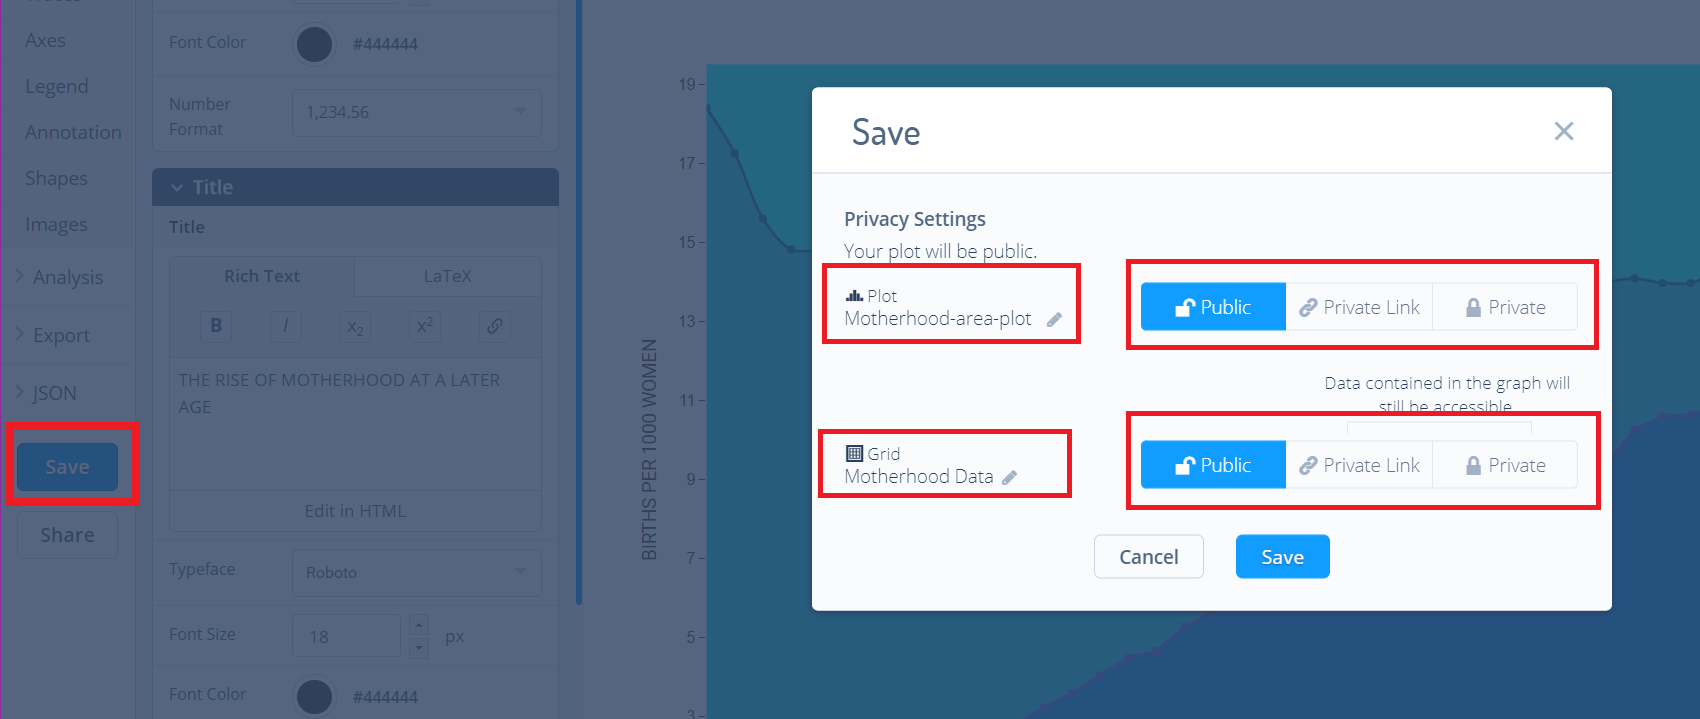 Axes
Legend
Annotation
Shapes
Images
Analysis
Export
JSON
Save
Share
Font Color
#444444
Number
Format
1,234.56
Title
Title
Rich Text
LaTeX
B
I
x2
x2
THE RISE OF MOTHERHOOD AT A LATER
AGE
Edit in HTML
Typeface
Roboto
Font Size
18
px
Font Color
#444444
BIRTHS PER 1000 WOMEN
19
17
15
13
11
9
7
5
3
Save
Privacy Settings
Your plot will be public.
Plot
Motherhood-area-plot
Public
Private Link
Private
Data contained in the graph will
still be accessible
Grid
Motherhood Data
Public
Private Link
Private
Cancel
Save